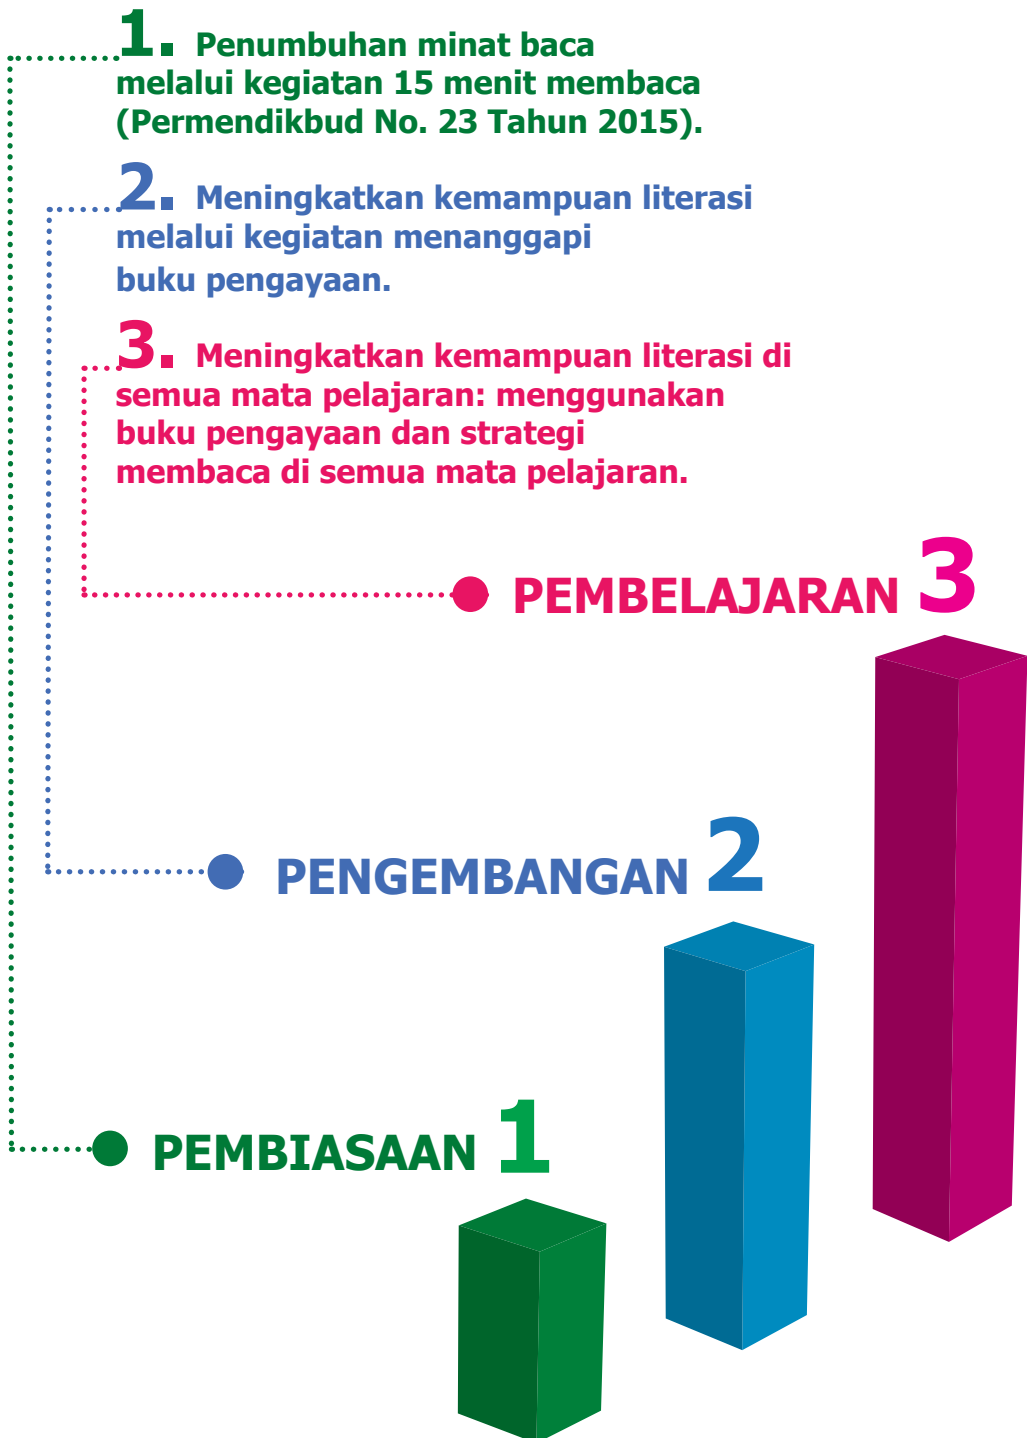 1. Penumbuhan minat baca
melalui kegiatan 15 menit membaca
(Permendikbud No. 23 Tahun 2015).
2. Meningkatkan kemampuan literasi
melalui kegiatan menanggapi
buku pengayaan.
3. Meningkatkan kemampuan literasi di
semua mata pelajaran: menggunakan
buku pengayaan dan strategi
membaca di semua mata pelajaran.
PEMBELAJARAN 3
PENGEMBANGAN 2
PEMBIASAAN 1